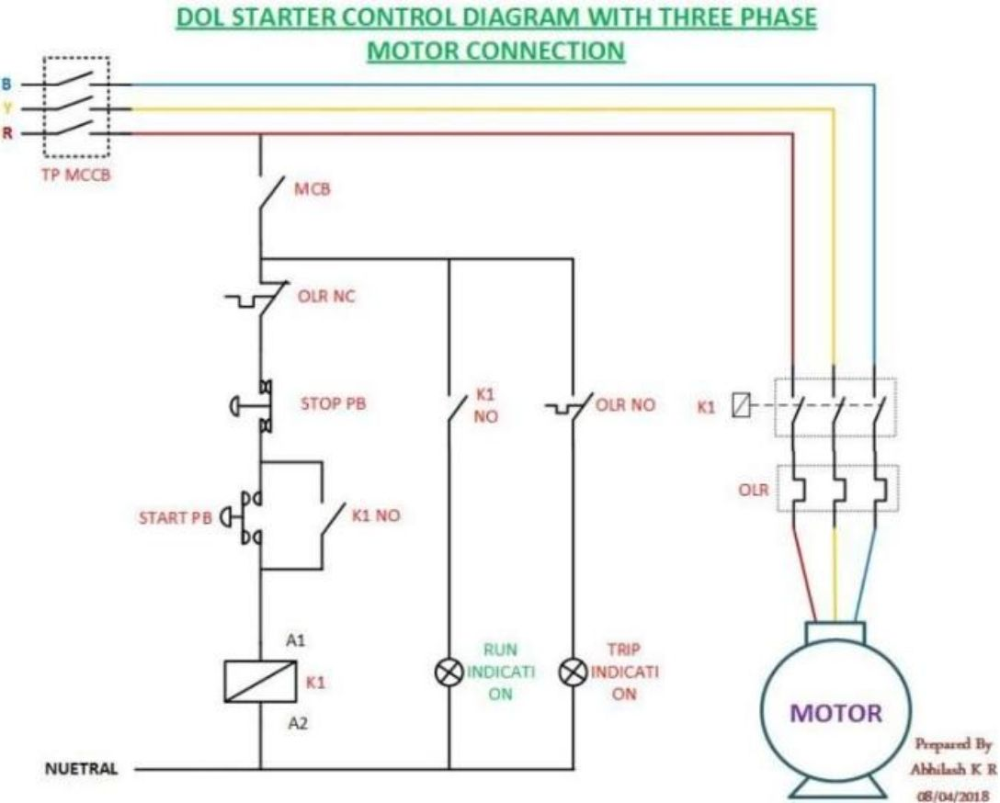 DOL STARTER CONTROL DIAGRAM WITH THREE PHASE
MOTOR CONNECTION
B
Y
R
TP MCCB
MCB
OLR NC
STOP PB
K1
NO
OLR NO
K1
START PB
K1 NO
OLR
A1
K1
A2
RUN
INDICATI
ON
TRIP
INDICATI
ON
MOTOR
NUETRAL
Prepared By
Abhilash K R
08/04/2018